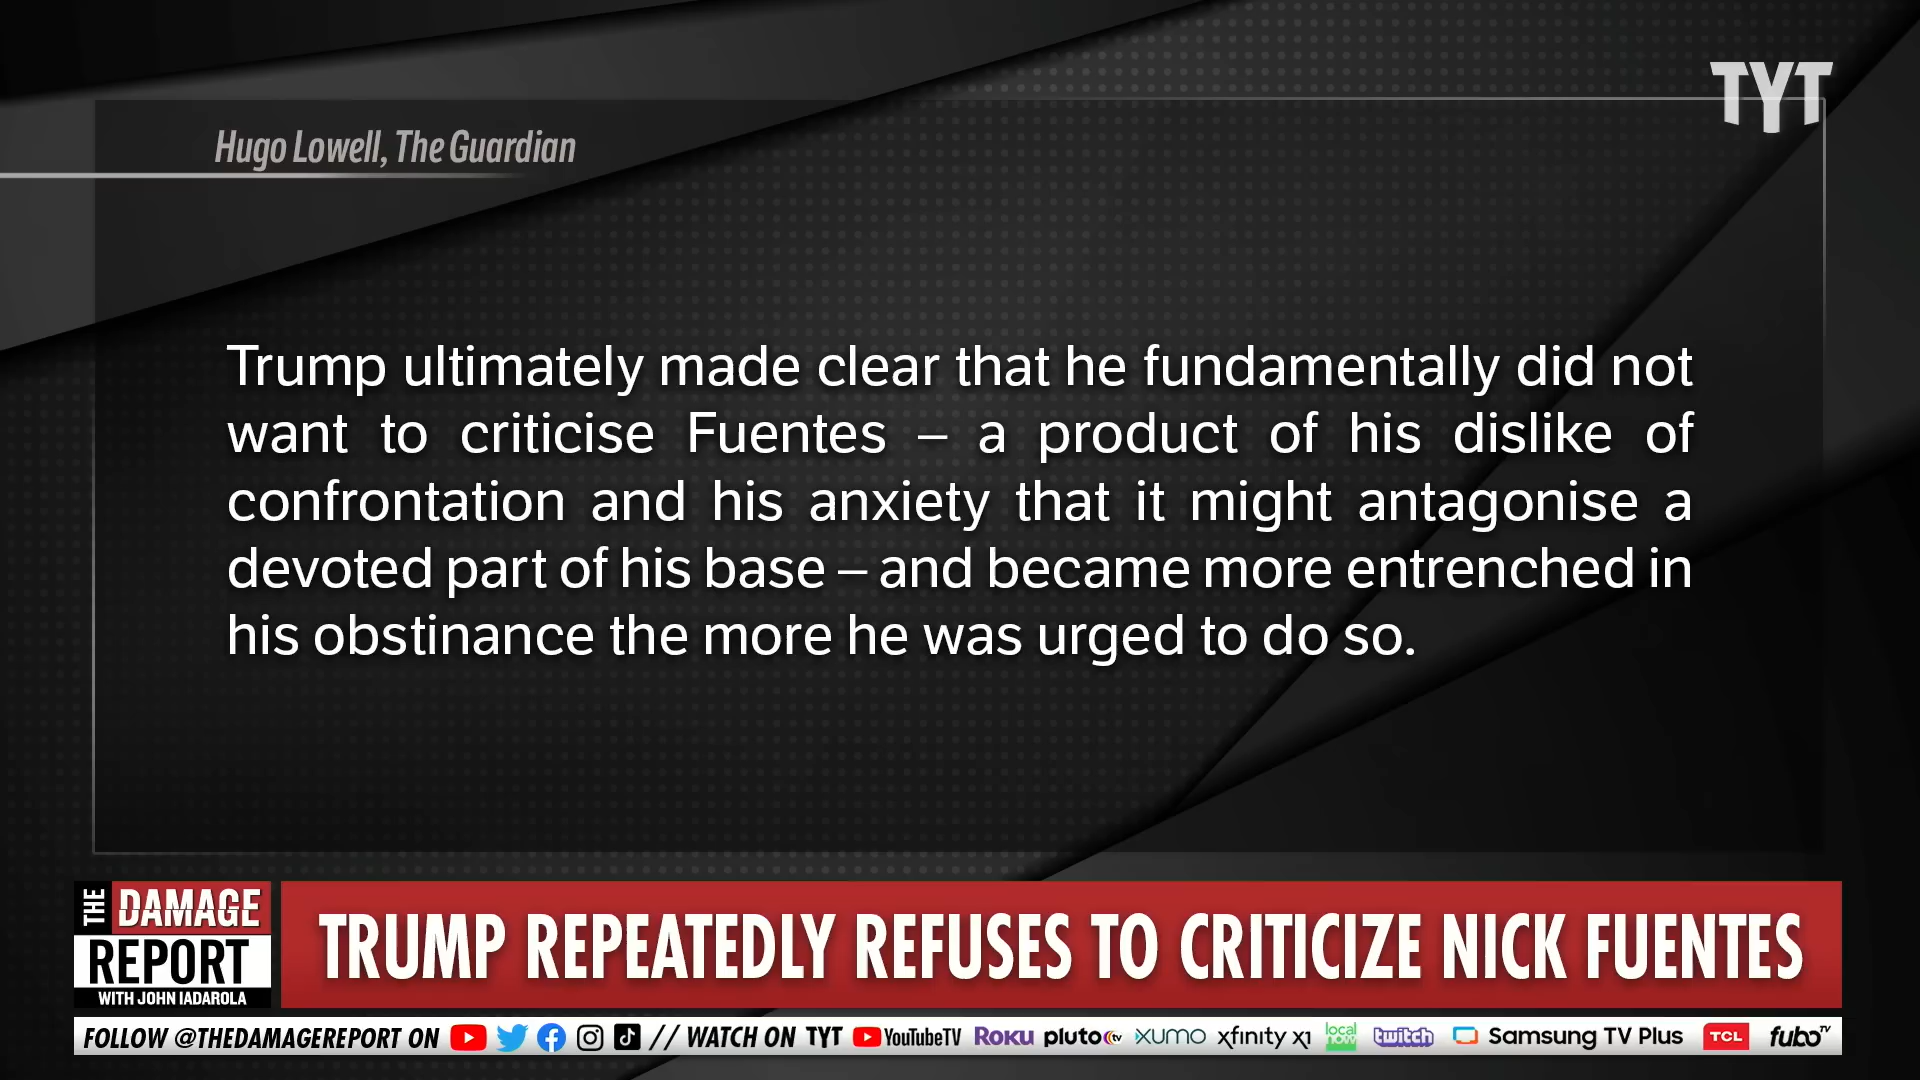 TYT
Hugo Lowell, The Guardian
Trump ultimately made clear that he fundamentally did not
want to criticise Fuentes – a product of his dislike of
confrontation and his anxiety that it might antagonise a
devoted part of his base – and became more entrenched in
his obstinance the more he was urged to do so.
THE DAMAGE
REPORT
WITH JOHN IADAROLA
TRUMP REPEATEDLY REFUSES TO CRITICIZE NICK FUENTES
FOLLOW @THEDAMAGEREPORT ON // WATCH ON TYT YouTubeTV ROKU pluto tv XUMO xfinity x1 local now twitch Samsung TV Plus TCL fubo TV